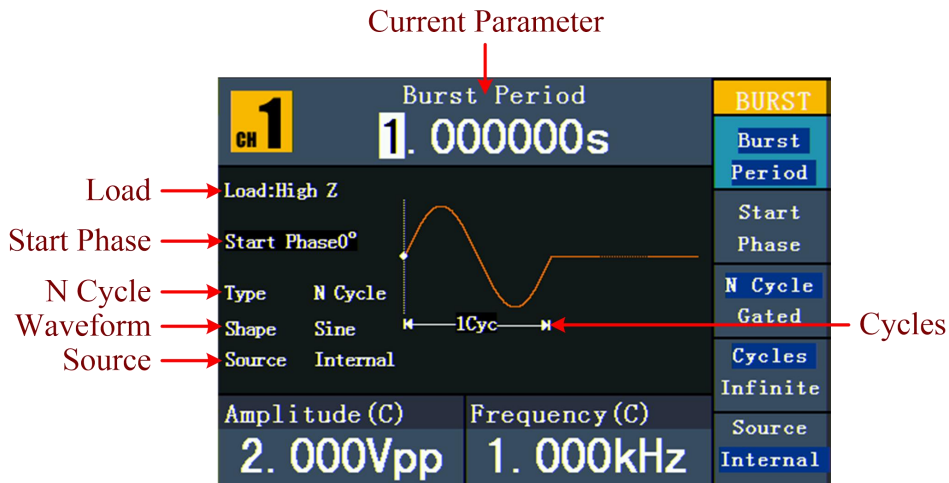 Current Parameter
CH 1
Burst Period
1.000000s
BURST
Burst
Period
Load
Load:High Z
Start
Phase
Start Phase
Start Phase0°
N Cycle
Type N Cycle
N Cycle
Gated
Waveform
Shape Sine
1Cyc
Cycles
Source
Source Internal
Cycles
Infinite
Amplitude(C)
2.000Vpp
Frequency(C)
1.000kHz
Source
Internal